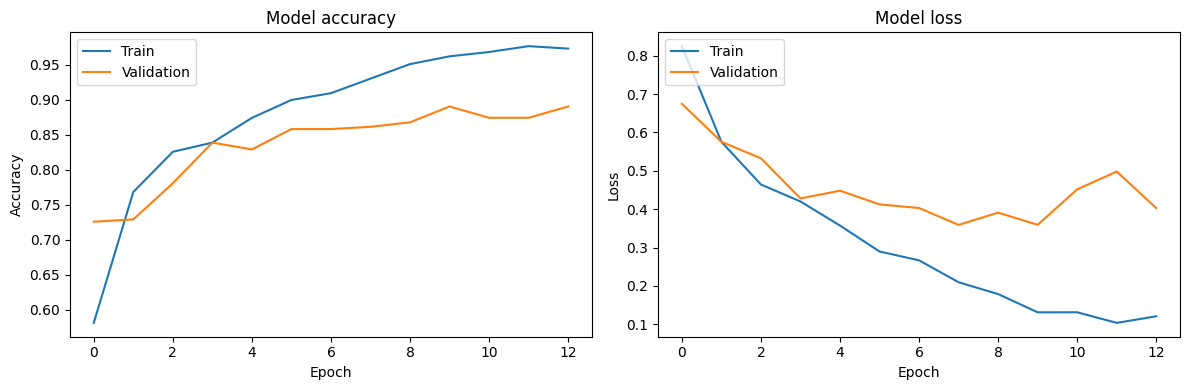 Model accuracy
Train
Validation
0.95
0.90
0.85
0.80
0.75
0.70
0.65
0.60
Accuracy
0 2 4 6 8 10 12
Epoch
Model loss
Train
Validation
0.8
0.7
0.6
0.5
0.4
0.3
0.2
0.1
Loss
0 2 4 6 8 10 12
Epoch